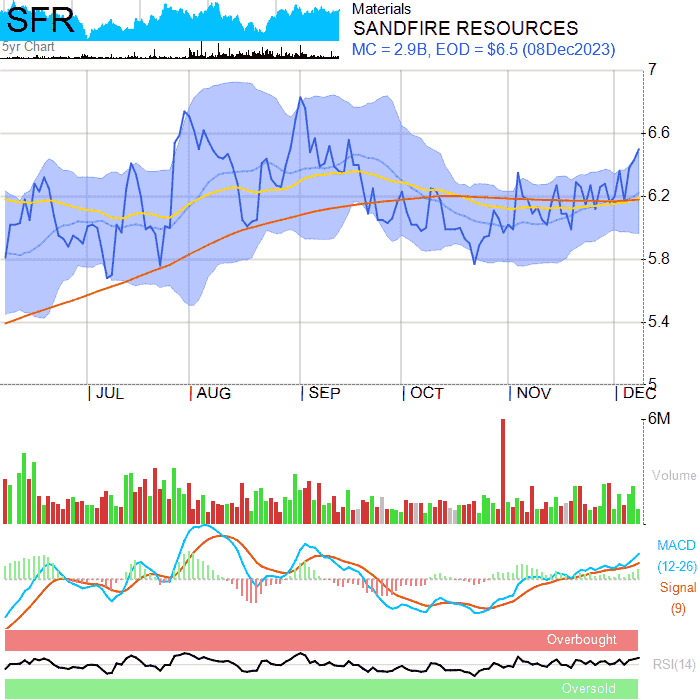 SFR
5yr Chart
Materials
SANDFIRE RESOURCES
MC = 2.9B, EOD = $6.5 (08Dec2023)
7
6.6
6.2
5.8
5.4
5
JUL AUG SEP OCT NOV DEC
6M
Volume
MACD
(12-26)
Signal
(9)
Overbought
RSI(14)
Oversold